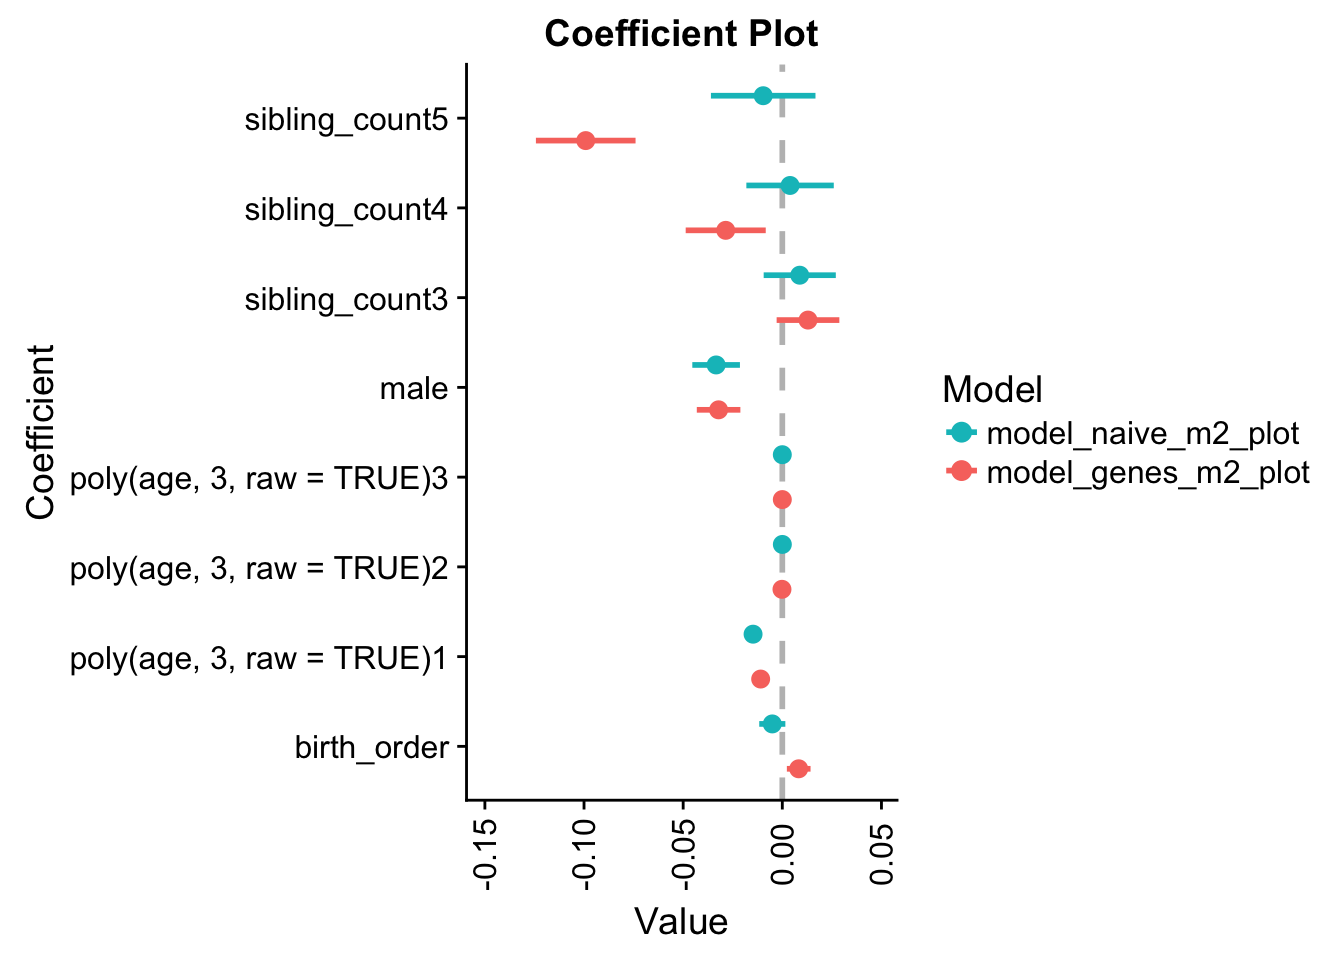 Coefficient Plot
Coefficient
sibling_count5
sibling_count4
sibling_count3
male
poly(age, 3, raw = TRUE)3
poly(age, 3, raw = TRUE)2
poly(age, 3, raw = TRUE)1
birth_order
-0.15
-0.10
-0.05
0.00
0.05
Value
Model
model_naive_m2_plot
model_genes_m2_plot